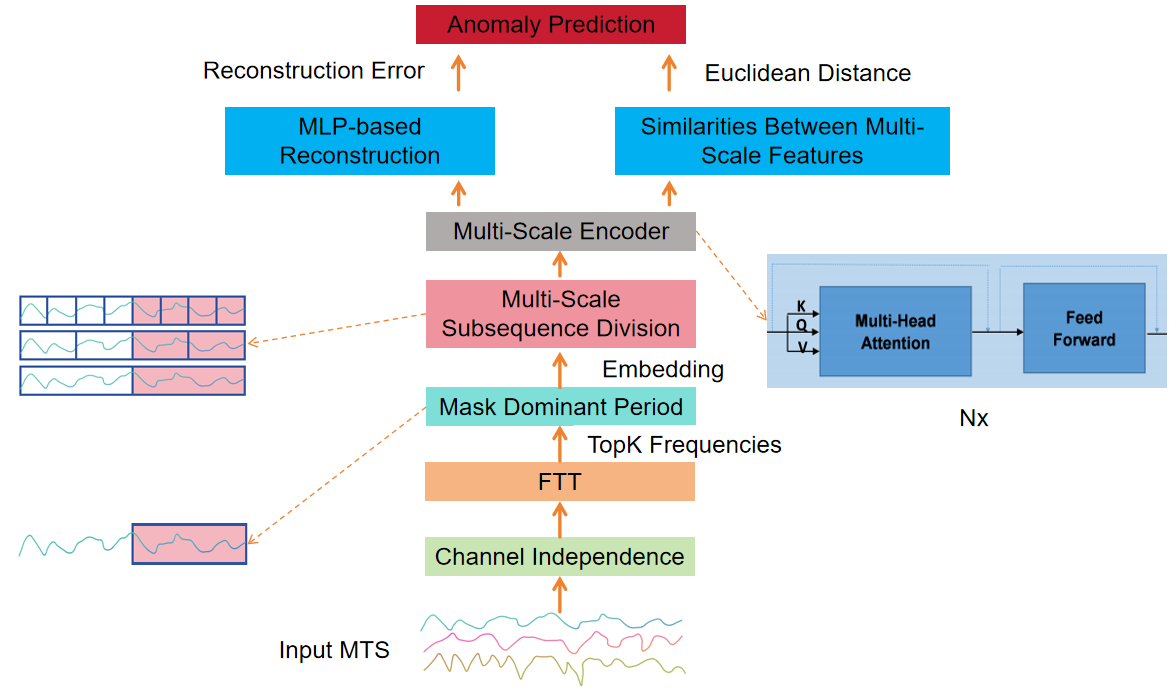 Anomaly Prediction
Reconstruction Error
Euclidean Distance
MLP-based
Reconstruction
Similarities Between Multi-
Scale Features
Multi-Scale Encoder
Multi-Scale
Subsequence Division
K
Q
V
Multi-Head
Attention
Feed
Forward
Nx
Embedding
Mask Dominant Period
TopK Frequencies
FTT
Channel Independence
Input MTS